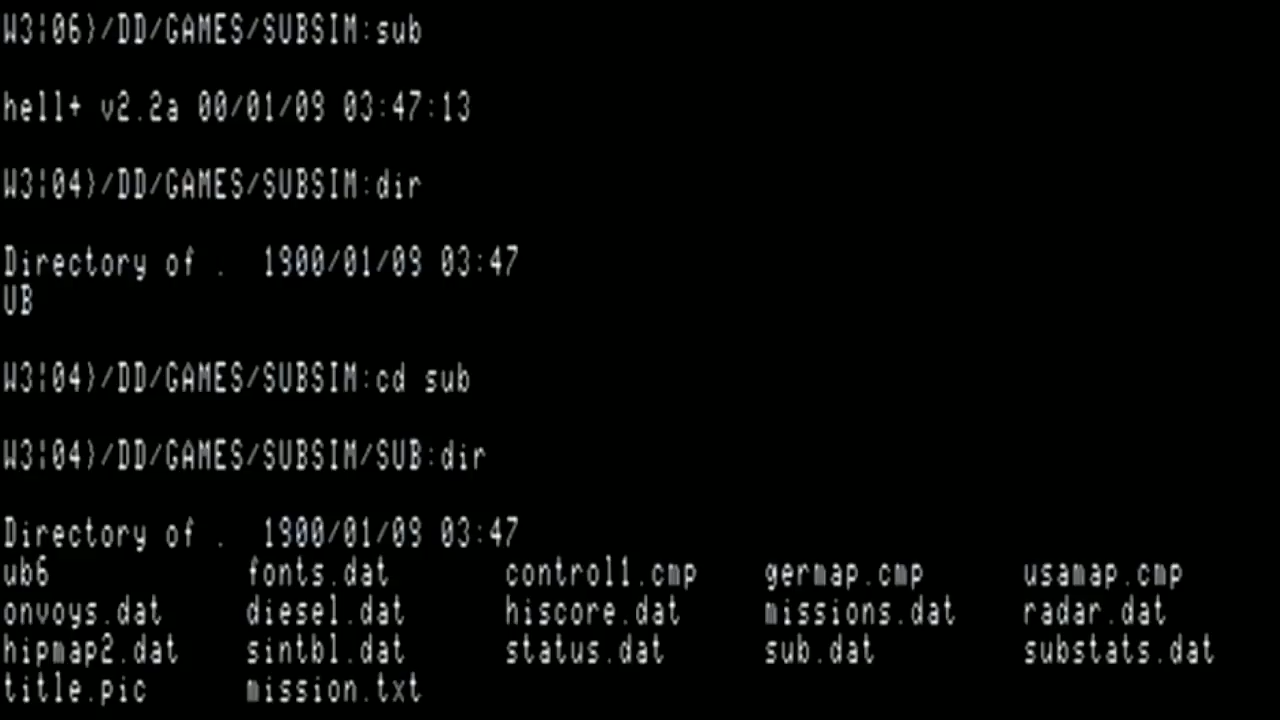 W3¦06}/DD/GAMES/SUBSIM:sub
hell+ v2.2a 00/01/09 03:47:13
W3¦04}/DD/GAMES/SUBSIM:dir
Directory of .  1900/01/09 03:47
UB
W3¦04}/DD/GAMES/SUBSIM:cd sub
W3¦04}/DD/GAMES/SUBSIM/SUB:dir
Directory of .  1900/01/09 03:47
ub6 fonts.dat control1.cmp germap.cmp usamap.cmp
onvoys.dat diesel.dat hiscore.dat missions.dat radar.dat
hipmap2.dat sintbl.dat status.dat sub.dat substats.dat
title.pic mission.txt